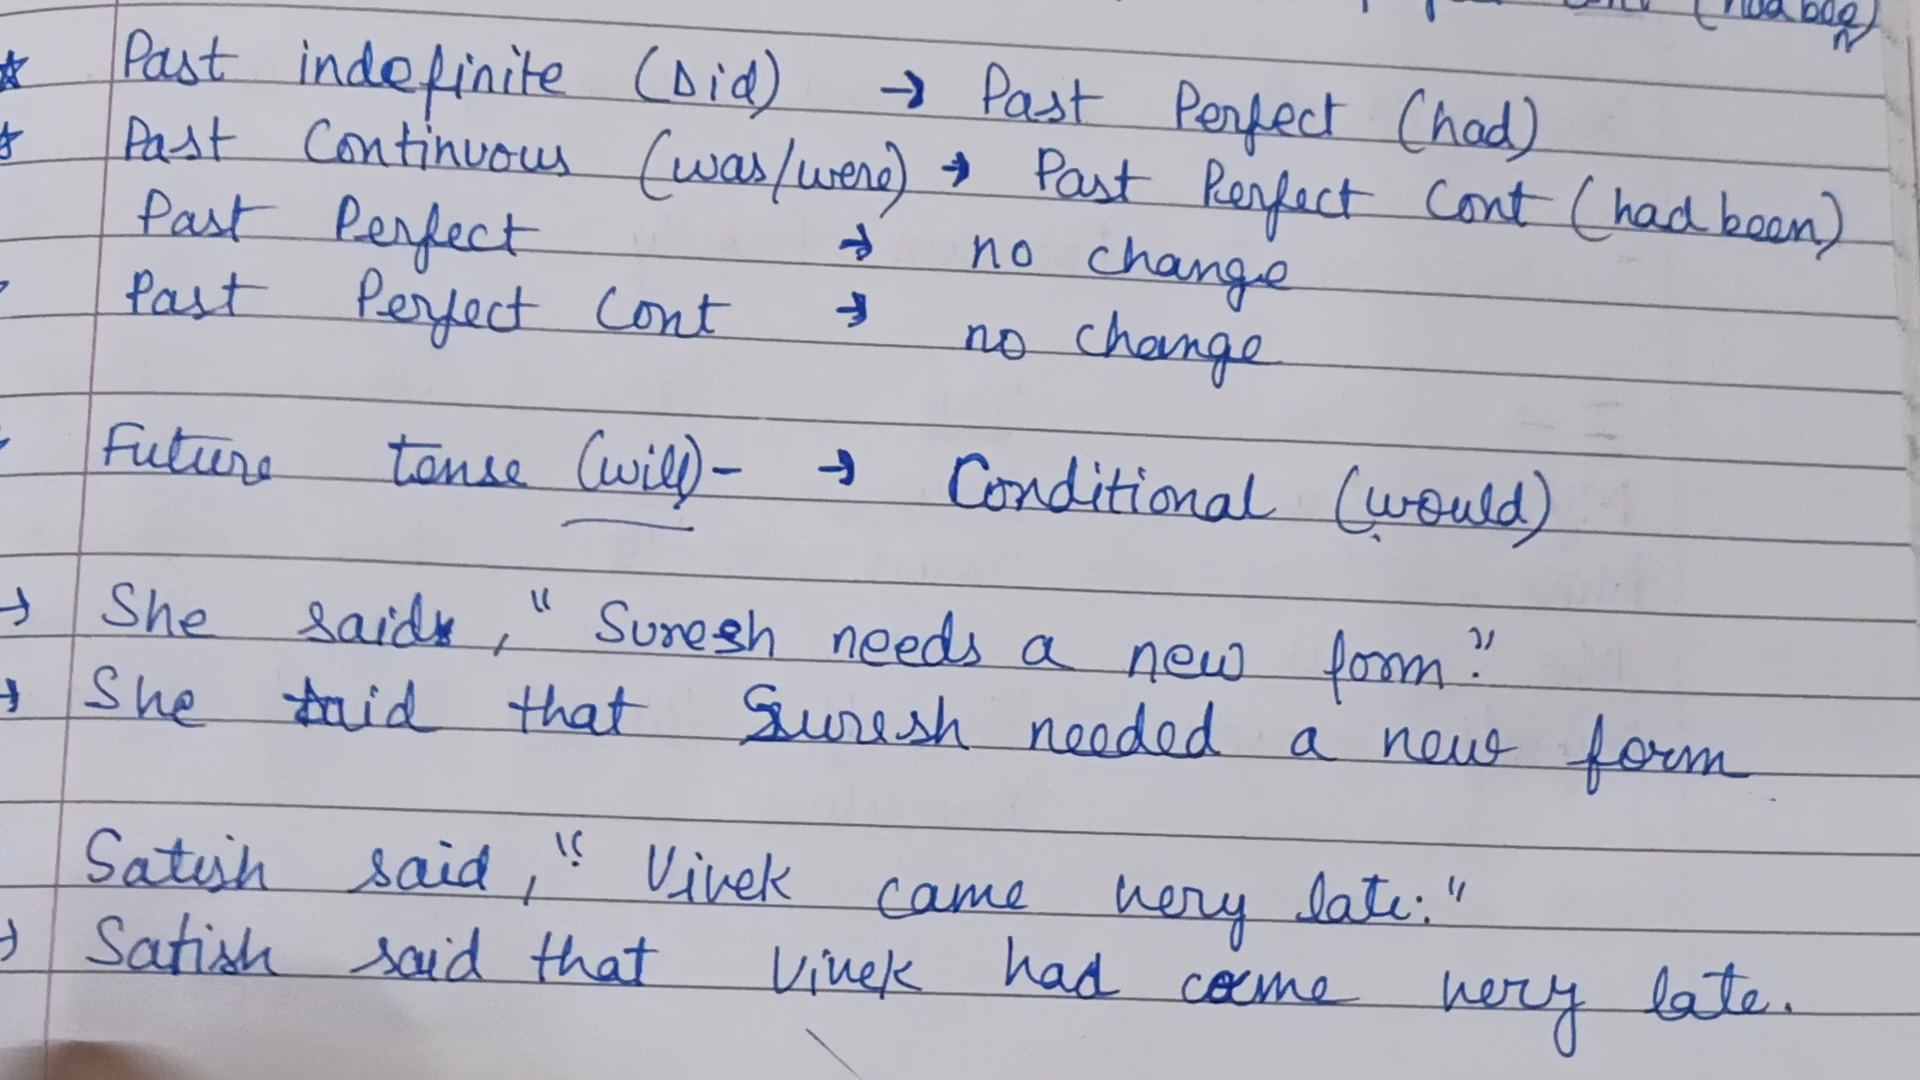 (had been)
☆ Past indefinite (Did) → Past Perfect (had)
☆ Past Continuous (was/were) → Past Perfect Cont (had been)
Past Perfect → no change
Past Perfect Cont → no change
Future tense (will) - → Conditional (would)
→ She said, "Suresh needs a new form."
→ She said that Suresh needed a new form
Satish said, "Vivek came very late."
→ Satish said that Vivek had come very late.